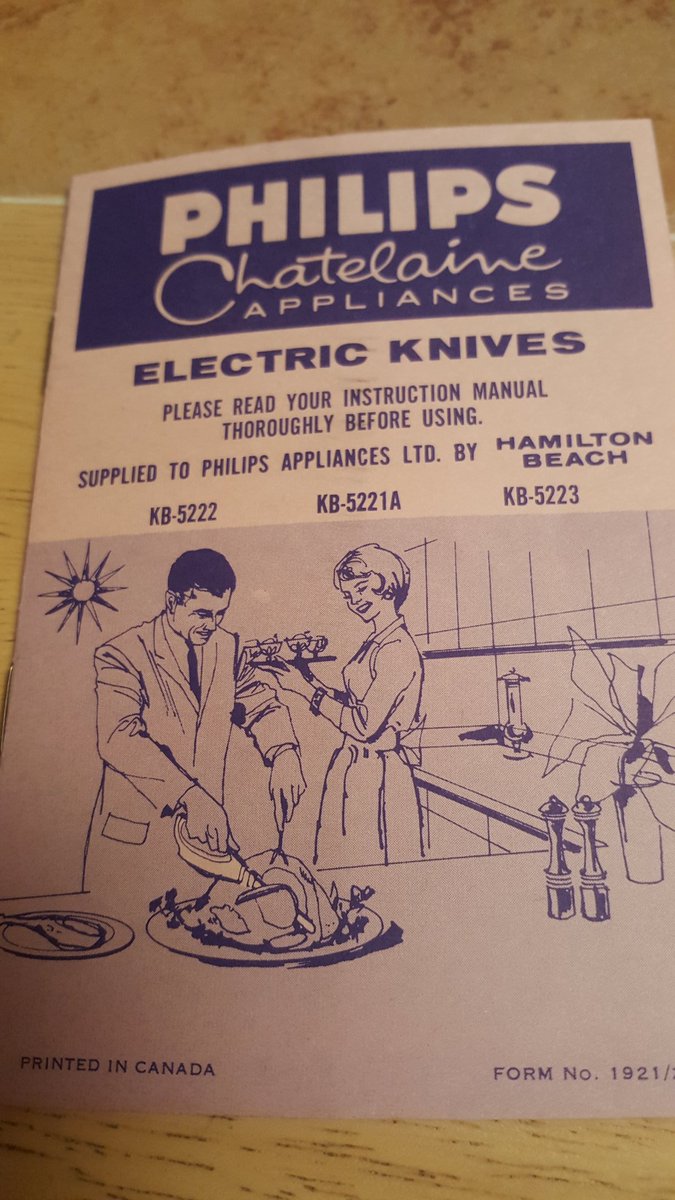 PHILIPS
Chatelaine
APPLIANCES
ELECTRIC KNIVES
PLEASE READ YOUR INSTRUCTION MANUAL
THOROUGHLY BEFORE USING.
SUPPLIED TO PHILIPS APPLIANCES LTD. BY HAMILTON BEACH
KB-5222 KB-5221A KB-5223
PRINTED IN CANADA FORM No. 1921/